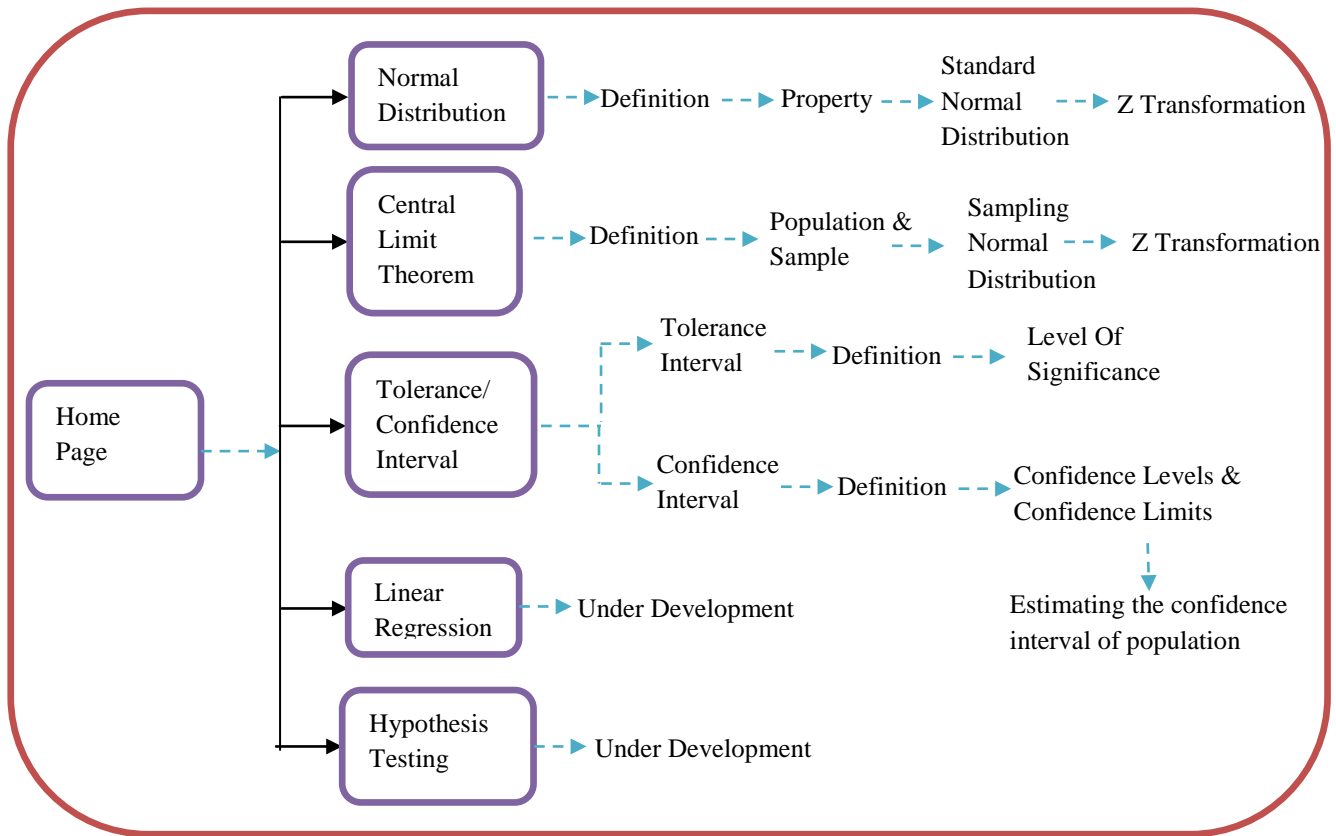 Home
Page
Normal
Distribution
Definition
Property
Standard
Normal
Distribution
Z Transformation
Central
Limit
Theorem
Definition
Population &
Sample
Sampling
Normal
Distribution
Z Transformation
Tolerance/
Confidence
Interval
Tolerance
Interval
Definition
Level Of
Significance
Confidence
Interval
Definition
Confidence Levels &
Confidence Limits
Estimating the confidence
interval of population
Linear
Regression
Under Development
Hypothesis
Testing
Under Development